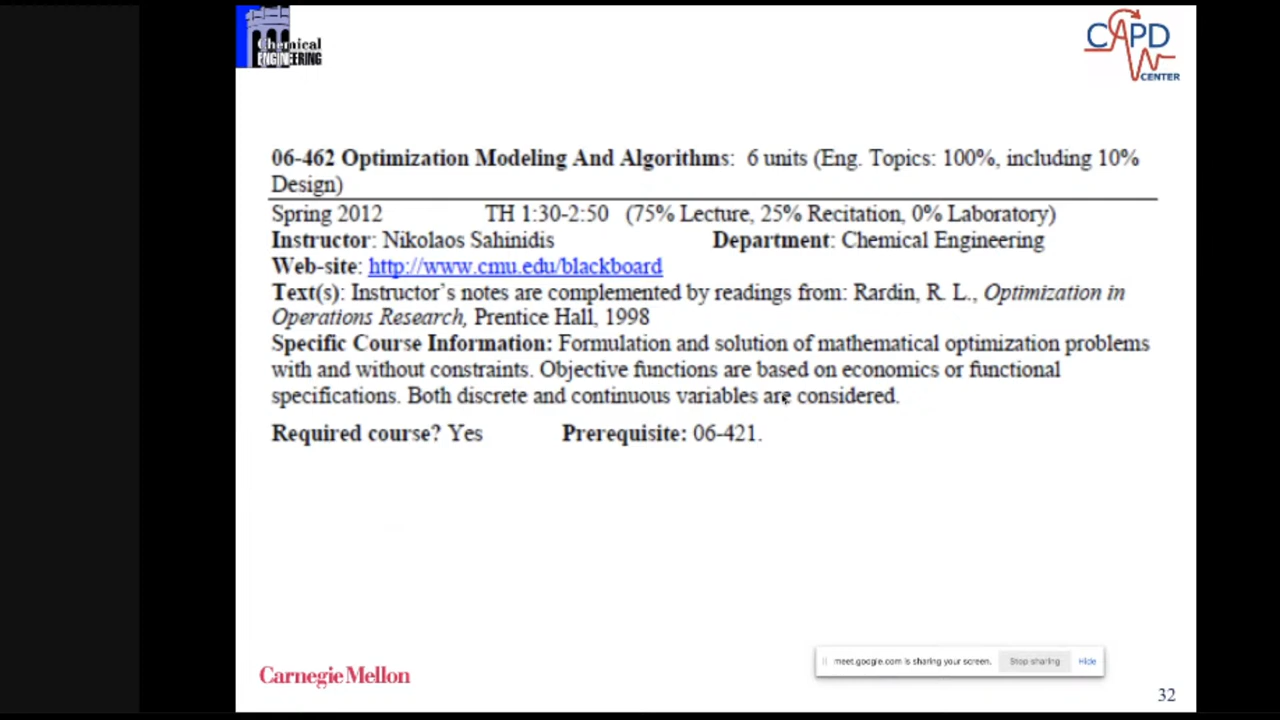 Chemical
ENGINEERING
CAPD
CENTER
06-462 Optimization Modeling And Algorithms:  6 units (Eng. Topics: 100%, including 10%
Design)
Spring 2012 TH 1:30-2:50 (75% Lecture, 25% Recitation, 0% Laboratory)
Instructor: Nikolaos Sahinidis Department: Chemical Engineering
Web-site: http://www.cmu.edu/blackboard
Text(s): Instructor's notes are complemented by readings from: Rardin, R. L., Optimization in
Operations Research, Prentice Hall, 1998
Specific Course Information: Formulation and solution of mathematical optimization problems
with and without constraints. Objective functions are based on economics or functional
specifications. Both discrete and continuous variables are considered.
Required course? Yes Prerequisite: 06-421.
meet.google.com is sharing your screen. Stop sharing Hide
Carnegie Mellon
32